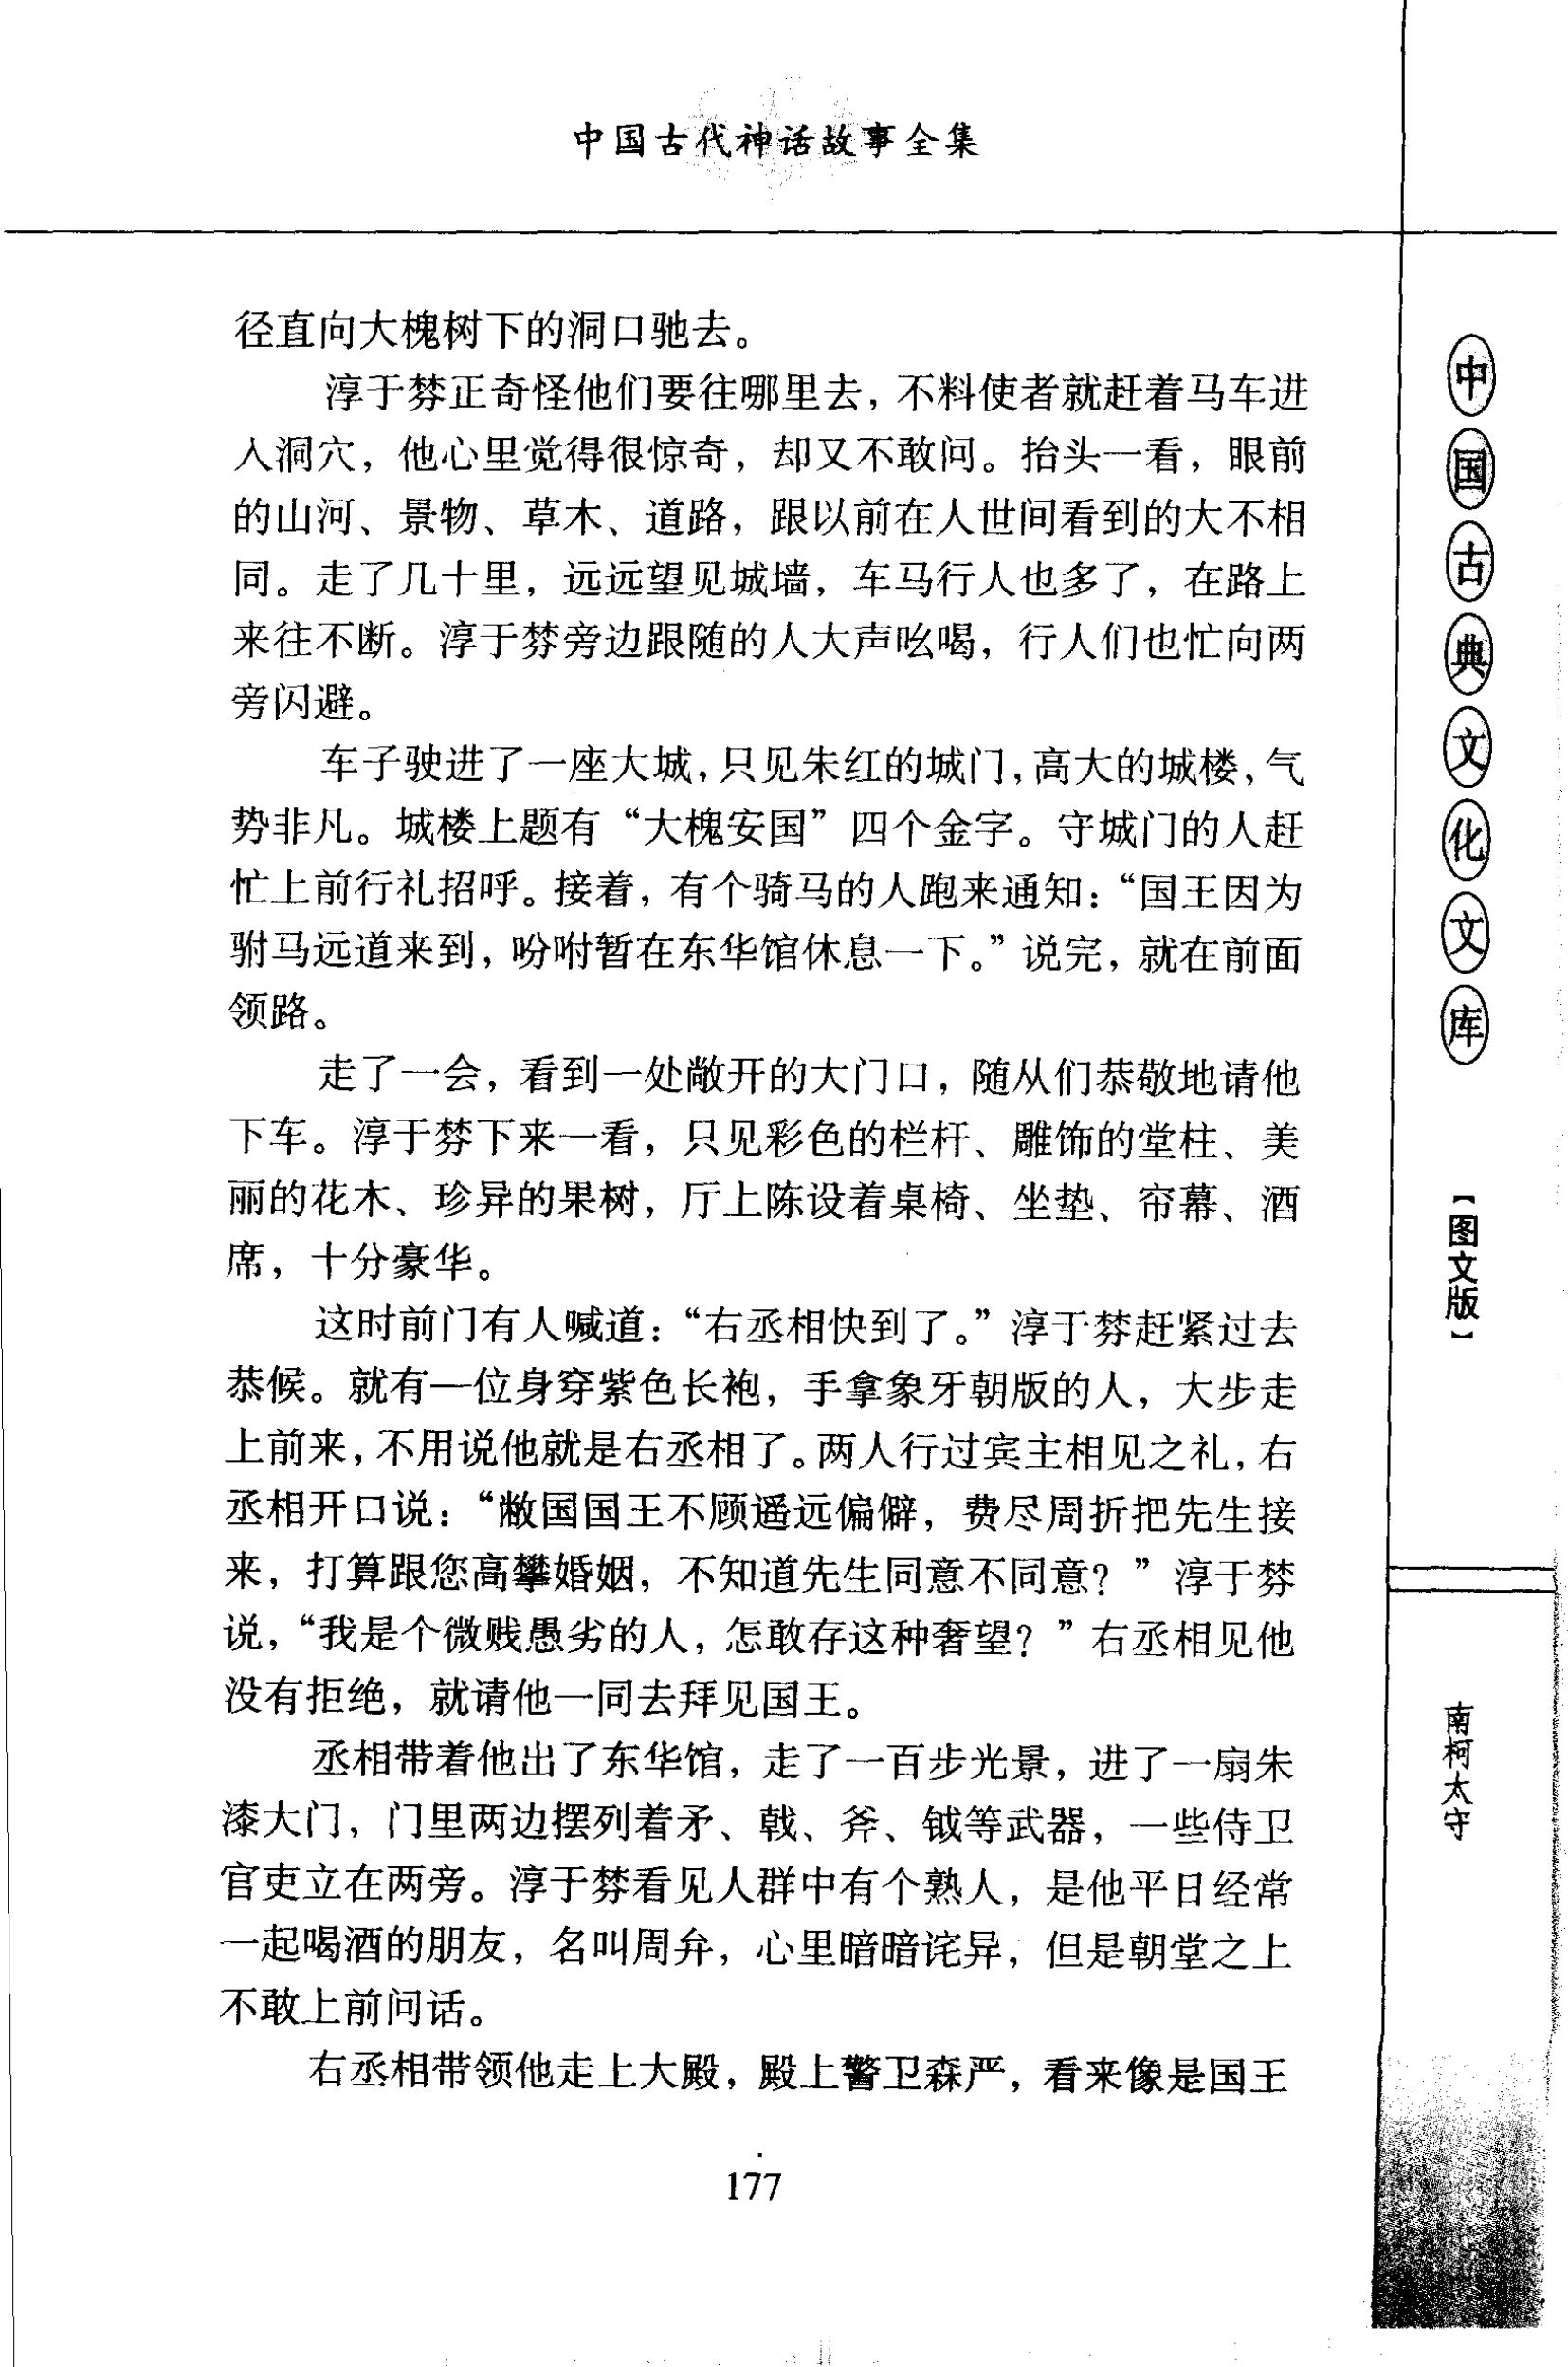 中国古代神话故事全集
径直向大槐树下的洞口驰去。
淳于棼正奇怪他们要往哪里去，不料使者就赶着马车进
入洞穴，他心里觉得很惊奇，却又不敢问。抬头一看，眼前
的山河、景物、草木、道路，跟以前在人世间看到的大不相
同。走了几十里，远远望见城墙，车马行人也多了，在路上
来往不断。淳于棼旁边跟随的人大声吆喝，行人们也忙向两
旁闪避。
车子驶进了一座大城，只见朱红的城门，高大的城楼，气
势非凡。城楼上题有“大槐安国”四个金字。守城门的人赶
忙上前行礼招呼。接着，有个骑马的人跑来通知：“国王因为
驸马远道来到，吩咐暂在东华馆休息一下。”说完，就在前面
领路。
走了一会，看到一处敞开的大门口，随从们恭敬地请他
下车。淳于棼下来一看，只见彩色的栏杆、雕饰的堂柱、美
丽的花木、珍异的果树，厅上陈设着桌椅、坐垫、帘幕、酒
席，十分豪华。
这时前门有人喊道：“右丞相快到了。”淳于棼赶紧过去
恭候。就有一位身穿紫色长袍，手拿象牙朝版的人，大步走
上前来，不用说他就是右丞相了。两人行过宾主相见之礼，右
丞相开口说：“敝国国王不顾遥远偏僻，费尽周折把先生接
来，打算跟您高攀婚姻，不知道先生同意不同意？”淳于棼
说，“我是个微贱愚劣的人，怎敢存这种奢望？”右丞相见他
没有拒绝，就请他一同去拜见国王。
丞相带着他出了东华馆，走了一百步光景，进了一扇朱
漆大门，门里两边摆列着矛、戟、斧、钺等武器，一些侍卫
官吏立在两旁。淳于棼看见人群中有个熟人，是他平日经常
一起喝酒的朋友，名叫周弁，心里暗暗诧异，但是朝堂之上
不敢上前问话。
右丞相带领他走上大殿，殿上警卫森严，看来像是国王
177
中国古典文化文库
【图文版】
南柯太守